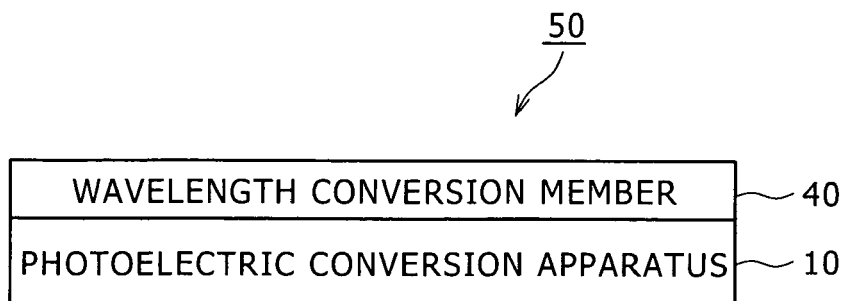 50
WAVELENGTH CONVERSION MEMBER 40
PHOTOELECTRIC CONVERSION APPARATUS 10